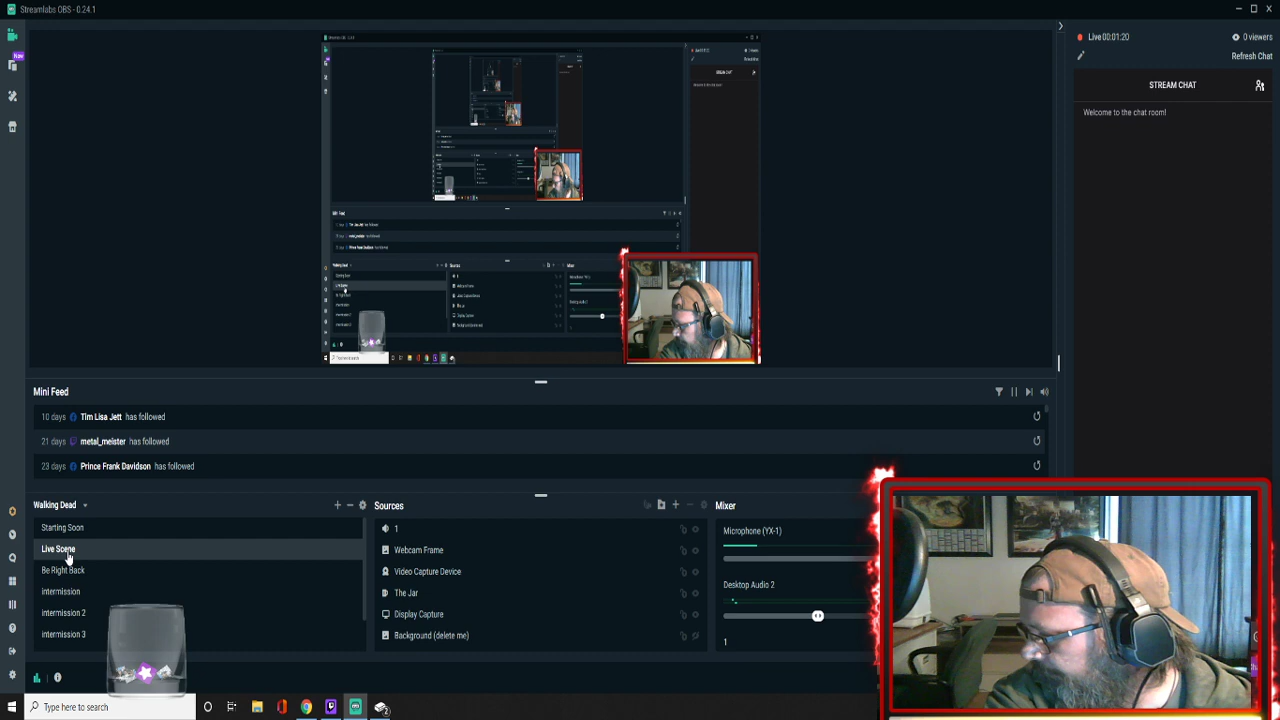 Streamlabs OBS - 0.24.1
New
Live 00:01:20
0 viewers
Refresh Chat
STREAM CHAT
Welcome to the chat room!
Mini Feed
10 days Tim Lisa Jett has followed
21 days metal_meister has followed
23 days Prince Frank Davidson has followed
Walking Dead
Starting Soon
Live Scene
Be Right Back
intermission
intermission 2
intermission 3
Sources
1
Webcam Frame
Video Capture Device
The Jar
Display Capture
Background (delete me)
Mixer
Microphone (YX-1)
Desktop Audio 2
1
Type here to search